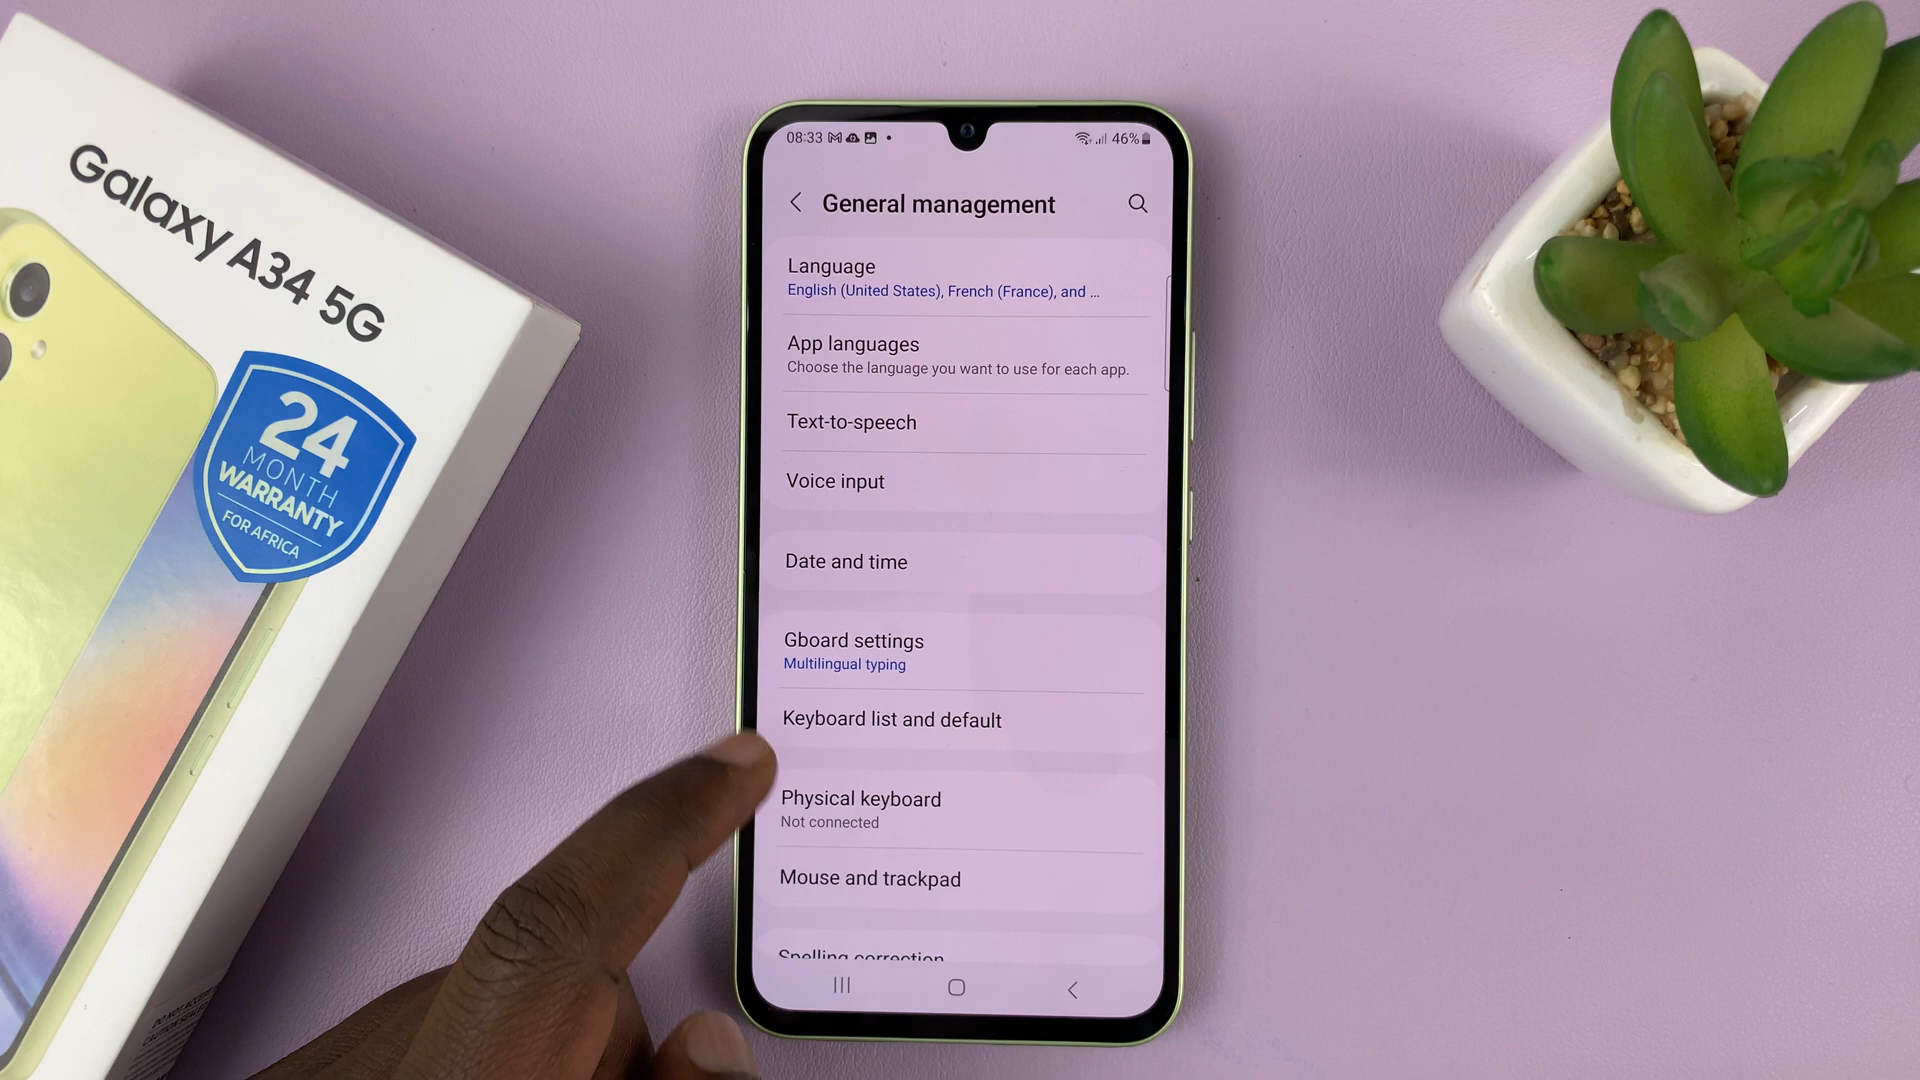 Galaxy A34 5G
24
MONTH
WARRANTY
FOR AFRICA
08:33
46%
General management
Language
English (United States), French (France), and ...
App languages
Choose the language you want to use for each app.
Text-to-speech
Voice input
Date and time
Gboard settings
Multilingual typing
Keyboard list and default
Physical keyboard
Not connected
Mouse and trackpad
Spelling correction